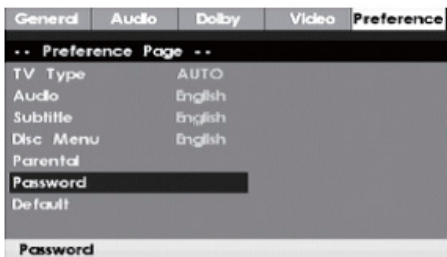 General Audio Dolby Video Preference
-- Preference Page --
TV Type AUTO
Audio English
Subtitle English
Disc Menu English
Parental
Password
Default
Password